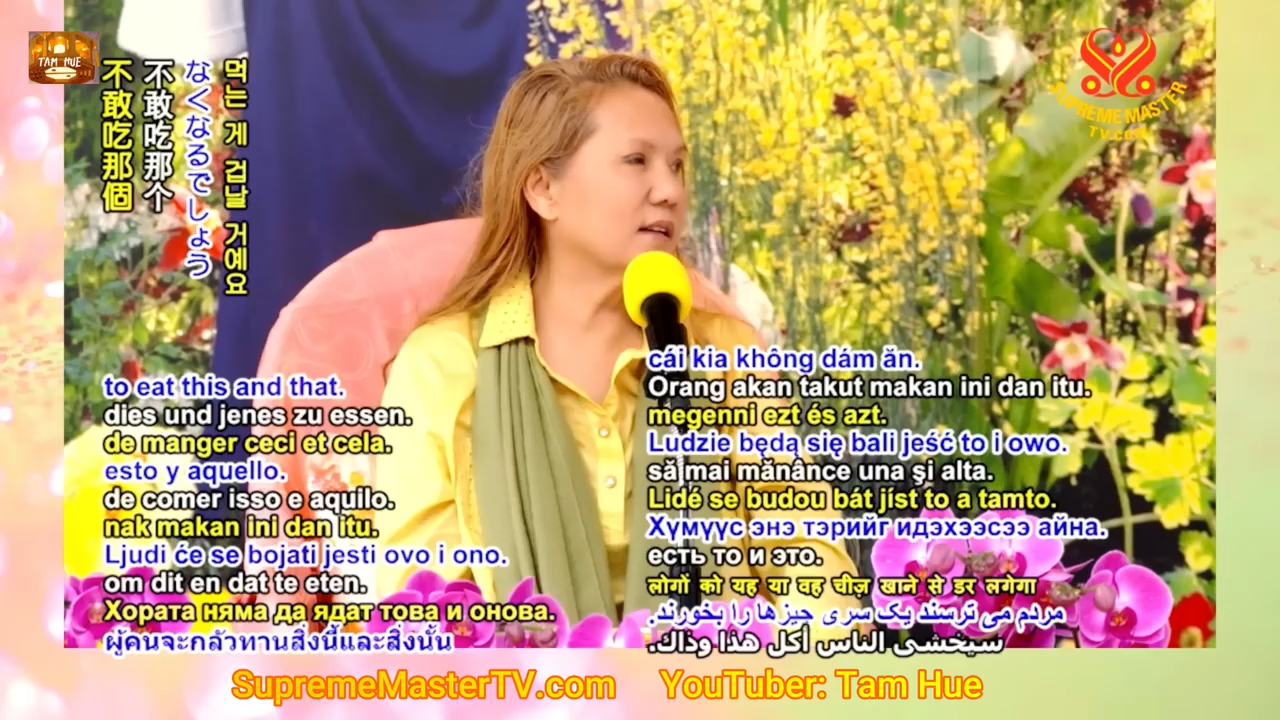 TAM HUE
SUPREME MASTER
TV.com
먹는 게 겁날 거예요
なくなるでしょう
不敢吃那个
不敢吃那個
to eat this and that.
dies und jenes zu essen.
de manger ceci et cela.
esto y aquello.
de comer isso e aquilo.
nak makan ini dan itu.
Ljudi će se bojati jesti ovo i ono.
om dit en dat te eten.
Хората няма да ядат това и онова.
ผู้คนจะกลัวทานสิ่งนี้และสิ่งนั้น
cái kia không dám ăn.
Orang akan takut makan ini dan itu.
megenni ezt és azt.
Ludzie będą się bali jeść to i owo.
să mai mănânce una şi alta.
Lidé se budou bát jíst to a tamto.
Хүмүүс энэ тэрийг идэхээсээ айна.
есть то и это.
लोगों को यह या वह चीज़ खाने से डर लगेगा
مردم می ترسند یک سری چیز ها را بخورند.
سيخشى الناس أكل هذا وذاك.
SupremeMasterTV.com YouTuber: Tam Hue